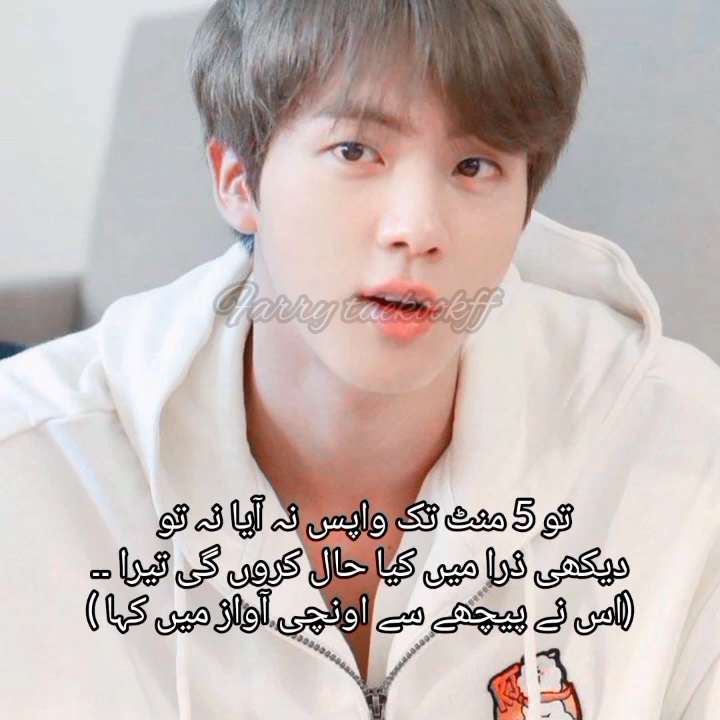 Farry taekookff
تو 5 منٹ تک واپس نہ آیا نہ تو
دیکھی ذرا میں کیا حال کروں گی تیرا ..
(اس نے پیچھے سے اونچی آواز میں کہا )